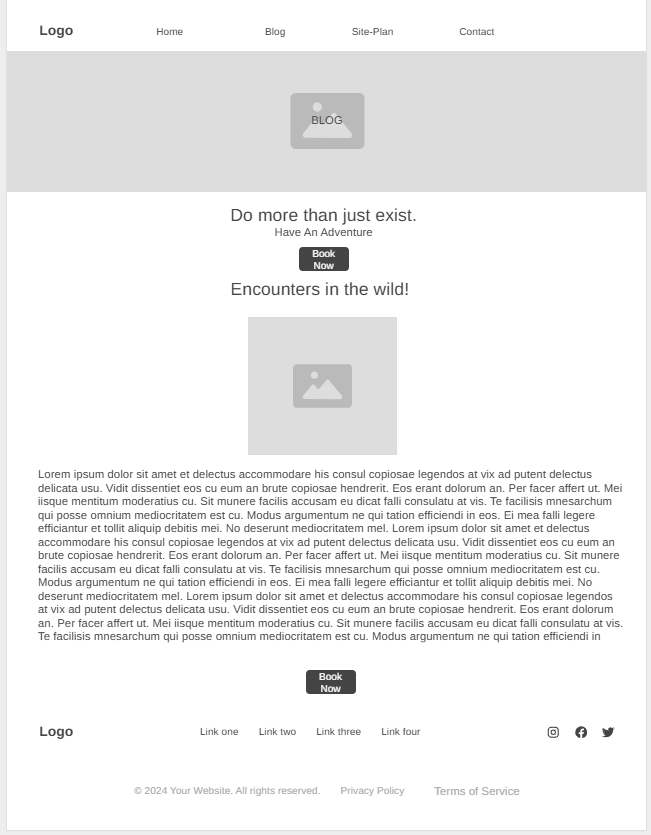 Logo Home Blog Site-Plan Contact
BLOG
Do more than just exist.
Have An Adventure
Book
Now
Encounters in the wild!
Lorem ipsum dolor sit amet et delectus accommodare his consul copiosae legendos at vix ad putent delectus
delicata usu. Vidit dissentiet eos cu eum an brute copiosae hendrerit. Eos erant dolorum an. Per facer affert ut. Mei
iisque mentitum moderatius cu. Sit munere facilis accusam eu dicat falli consulatu at vis. Te facilisis mnesarchum
qui posse omnium mediocritatem est cu. Modus argumentum ne qui tation efficiendi in eos. Ei mea falli legere
efficiantur et tollit aliquip debitis mei. No deserunt mediocritatem mel. Lorem ipsum dolor sit amet et delectus
accommodare his consul copiosae legendos at vix ad putent delectus delicata usu. Vidit dissentiet eos cu eum an
brute copiosae hendrerit. Eos erant dolorum an. Per facer affert ut. Mei iisque mentitum moderatius cu. Sit munere
facilis accusam eu dicat falli consulatu at vis. Te facilisis mnesarchum qui posse omnium mediocritatem est cu.
Modus argumentum ne qui tation efficiendi in eos. Ei mea falli legere efficiantur et tollit aliquip debitis mei. No
deserunt mediocritatem mel. Lorem ipsum dolor sit amet et delectus accommodare his consul copiosae legendos
at vix ad putent delectus delicata usu. Vidit dissentiet eos cu eum an brute copiosae hendrerit. Eos erant dolorum
an. Per facer affert ut. Mei iisque mentitum moderatius cu. Sit munere facilis accusam eu dicat falli consulatu at vis.
Te facilisis mnesarchum qui posse omnium mediocritatem est cu. Modus argumentum ne qui tation efficiendi in
Book
Now
Logo Link one Link two Link three Link four
© 2024 Your Website. All rights reserved. Privacy Policy Terms of Service